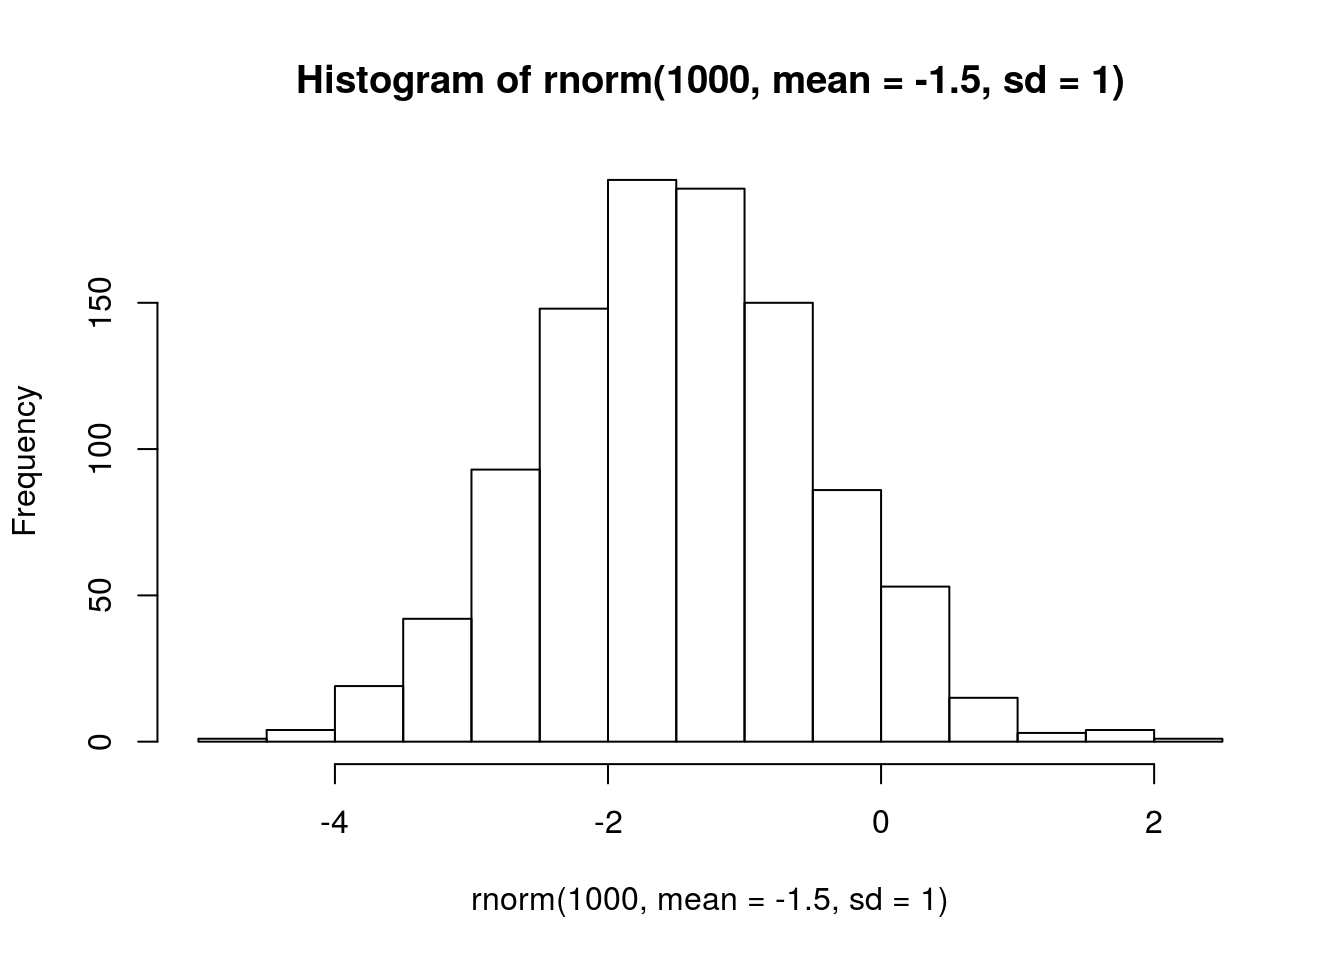 Histogram of rnorm(1000, mean = -1.5, sd = 1)
Frequency
150
100
50
0
-4 -2 0 2
rnorm(1000, mean = -1.5, sd = 1)